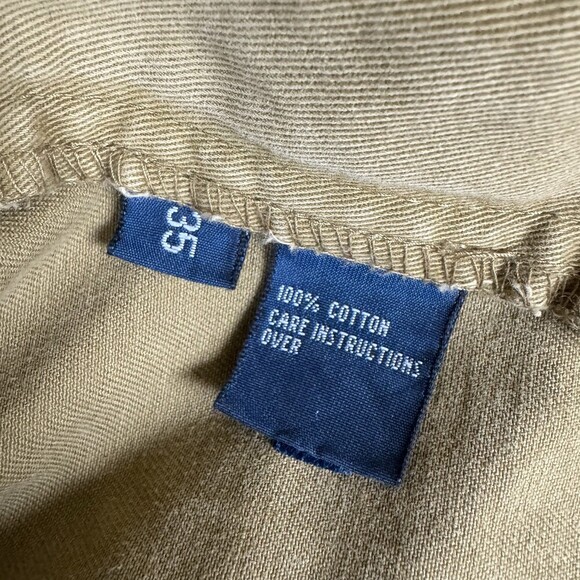 35
100% COTTON
CARE INSTRUCTIONS
OVER